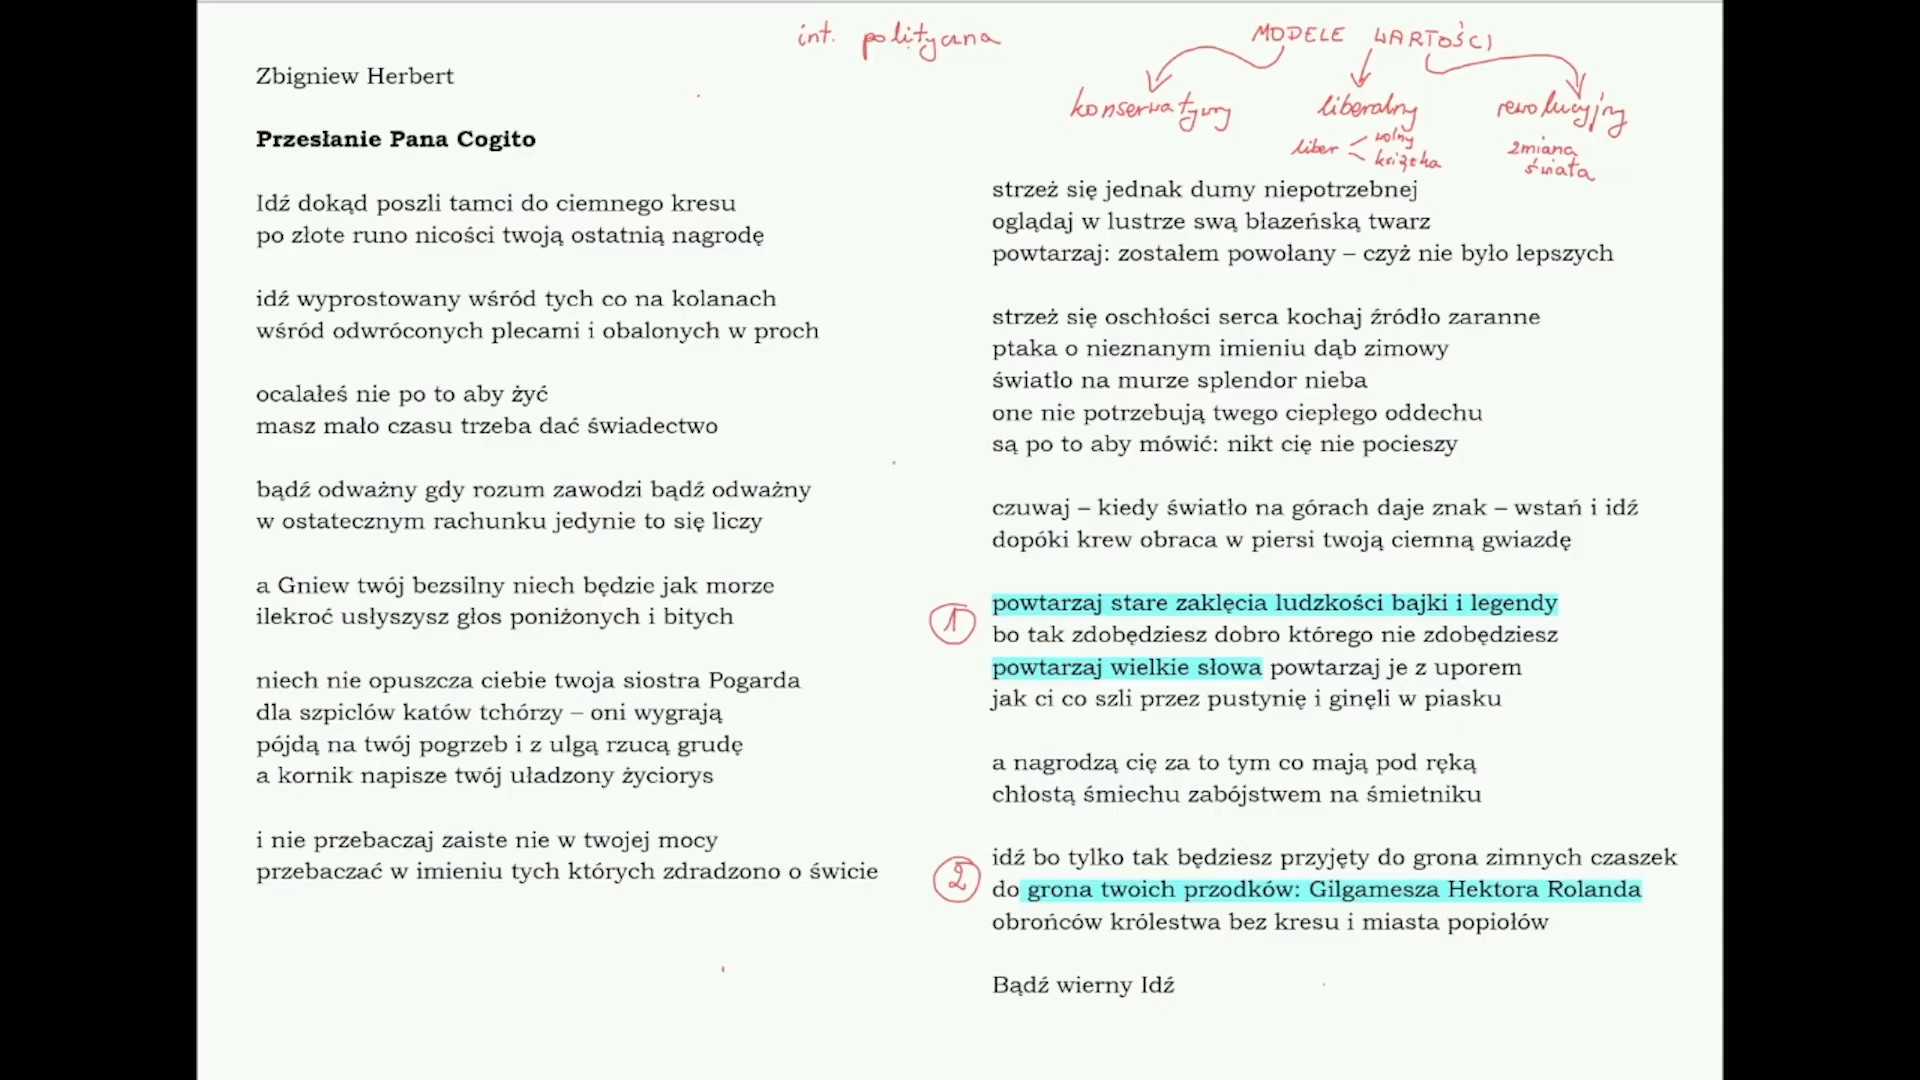 int. polityczna
MODELE WARTOŚCI
konserwatywny
liberalny
rewolucyjny
liber
wolny
książka
zmiana
świata
Zbigniew Herbert
Przesłanie Pana Cogito
Idź dokąd poszli tamci do ciemnego kresu
po złote runo nicości twoją ostatnią nagrodę
idź wyprostowany wśród tych co na kolanach
wśród odwróconych plecami i obalonych w proch
ocalałeś nie po to aby żyć
masz mało czasu trzeba dać świadectwo
bądź odważny gdy rozum zawodzi bądź odważny
w ostatecznym rachunku jedynie to się liczy
a Gniew twój bezsilny niech będzie jak morze
ilekroć usłyszysz głos poniżonych i bitych
niech nie opuszcza ciebie twoja siostra Pogarda
dla szpiclów katów tchórzy – oni wygrają
pójdą na twój pogrzeb i z ulgą rzucą grudę
a kornik napisze twój uładzony życiorys
i nie przebaczaj zaiste nie w twojej mocy
przebaczać w imieniu tych których zdradzono o świcie
strzeż się jednak dumy niepotrzebnej
oglądaj w lustrze swą błazeńską twarz
powtarzaj: zostałem powołany – czyż nie było lepszych
strzeż się oschłości serca kochaj źródło zaranne
ptaka o nieznanym imieniu dąb zimowy
światło na murze splendor nieba
one nie potrzebują twego ciepłego oddechu
są po to aby mówić: nikt cię nie pocieszy
czuwaj – kiedy światło na górach daje znak – wstań i idź
dopóki krew obraca w piersi twoją ciemną gwiazdę
1
powtarzaj stare zaklęcia ludzkości bajki i legendy
bo tak zdobędziesz dobro którego nie zdobędziesz
powtarzaj wielkie słowa powtarzaj je z uporem
jak ci co szli przez pustynię i ginęli w piasku
a nagrodzą cię za to tym co mają pod ręką
chłostą śmiechu zabójstwem na śmietniku
2
idź bo tylko tak będziesz przyjęty do grona zimnych czaszek
do grona twoich przodków: Gilgamesza Hektora Rolanda
obrońców królestwa bez kresu i miasta popiołów
Bądź wierny Idź